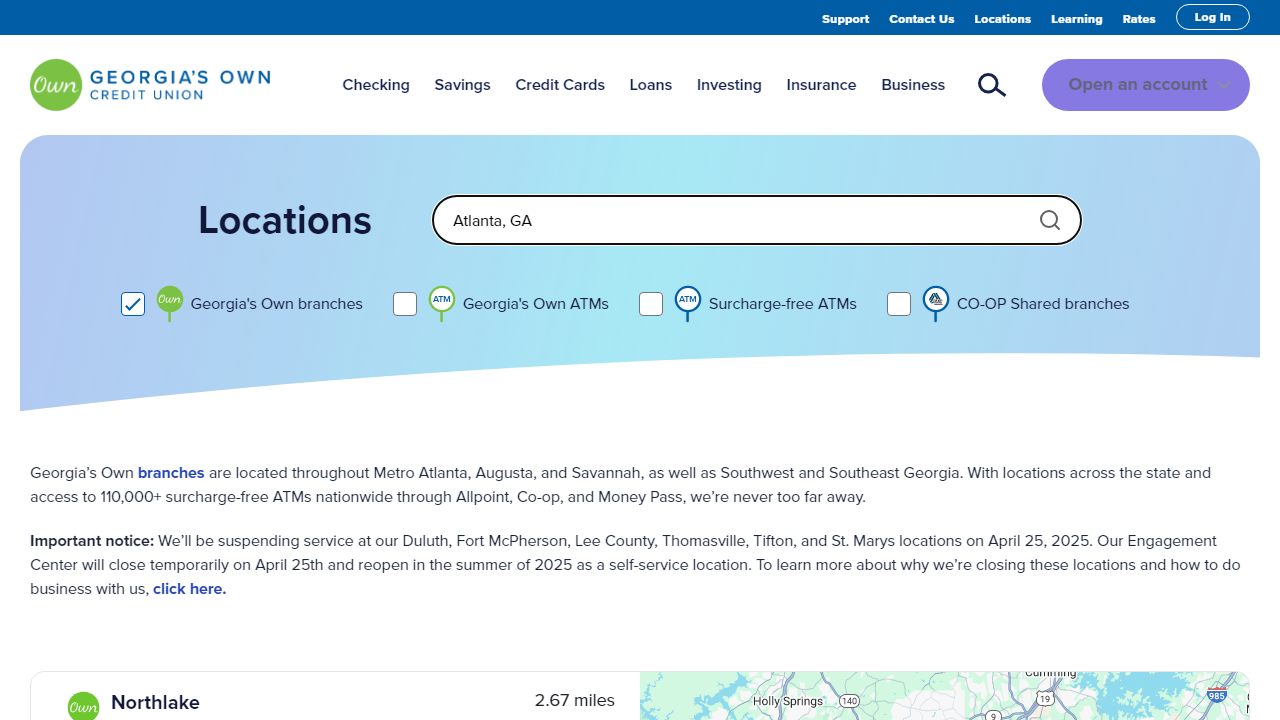 Support Contact Us Locations Learning Rates Log In
Own GEORGIA'S OWN
CREDIT UNION
Checking Savings Credit Cards Loans Investing Insurance Business Open an account
Locations
Atlanta, GA
Own Georgia's Own branches ATM Georgia's Own ATMs ATM Surcharge-free ATMs CO-OP Shared branches
Georgia’s Own branches are located throughout Metro Atlanta, Augusta, and Savannah, as well as Southwest and Southeast Georgia. With locations across the state and
access to 110,000+ surcharge-free ATMs nationwide through Allpoint, Co-op, and Money Pass, we’re never too far away.
Important notice: We’ll be suspending service at our Duluth, Fort McPherson, Lee County, Thomasville, Tifton, and St. Marys locations on April 25, 2025. Our Engagement
Center will close temporarily on April 25th and reopen in the summer of 2025 as a self-service location. To learn more about why we’re closing these locations and how to do
business with us, click here.
Own Northlake 2.67 miles
Cumming
Holly Springs 140 19 985
9